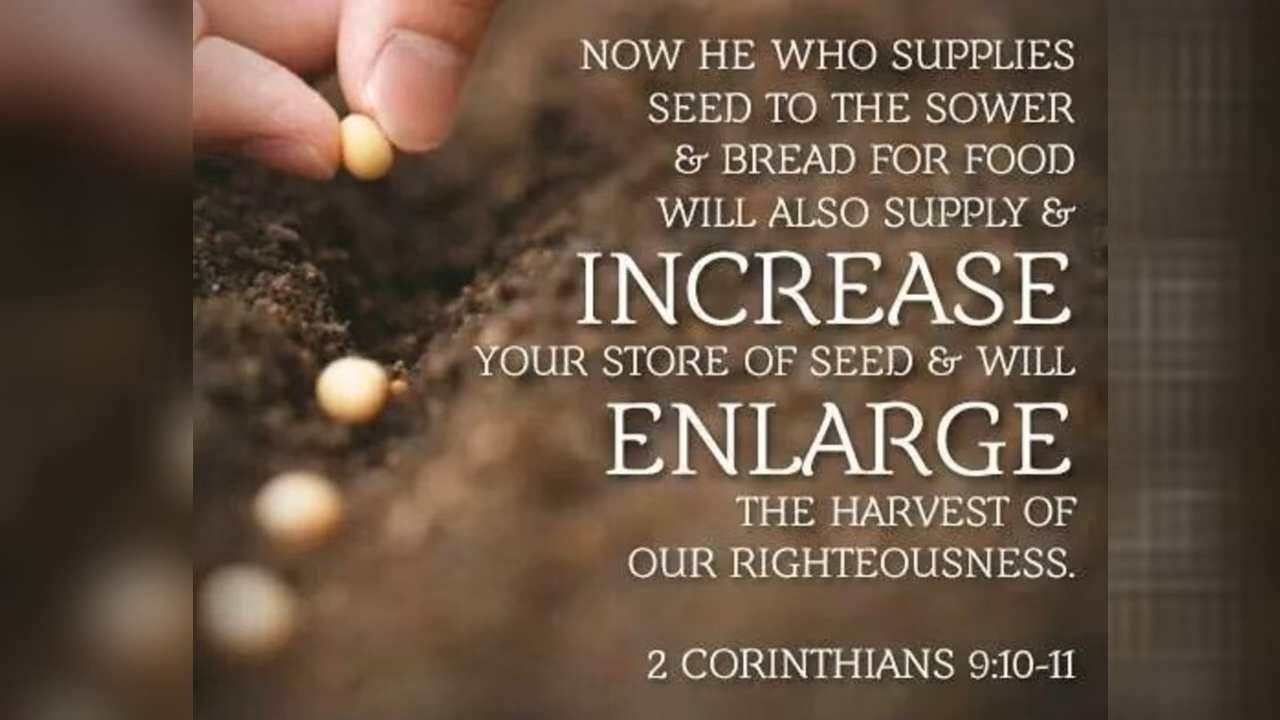 NOW HE WHO SUPPLIES
SEED TO THE SOWER
& BREAD FOR FOOD
WILL ALSO SUPPLY &
INCREASE
YOUR STORE OF SEED & WILL
ENLARGE
THE HARVEST OF
OUR RIGHTEOUSNESS.
2 CORINTHIANS 9:10-11